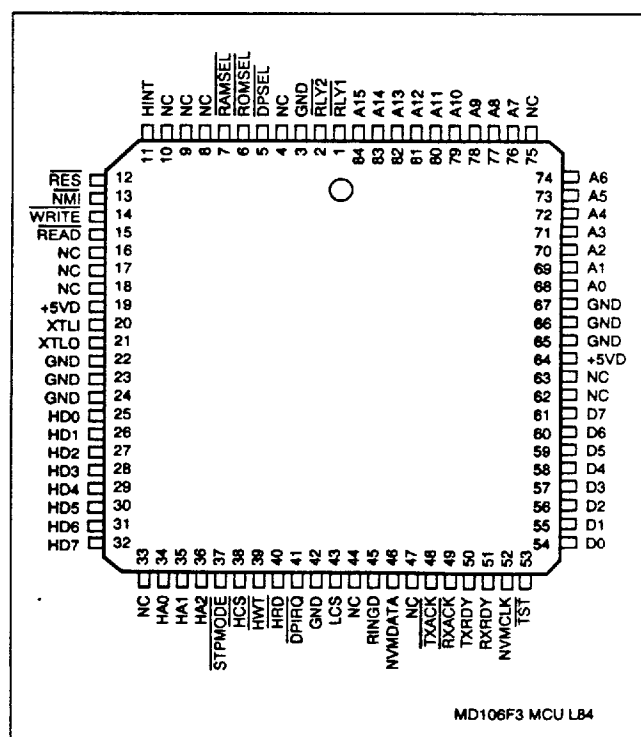 HINT NC NC NC RAMSEL ROMSEL DPSEL NC GND RLY2 RLY1 A15 A14 A13 A12 A11 A10 A9 A8 A7 NC
11 10 9 8 7 6 5 4 3 2 1 84 83 82 81 80 79 78 77 76 75
RES 12
NMI 13
WRITE 14
READ 15
NC 16
NC 17
NC 18
+5VD 19
XTLI 20
XTLO 21
GND 22
GND 23
GND 24
HD0 25
HD1 26
HD2 27
HD3 28
HD4 29
HD5 30
HD6 31
HD7 32
74 A6
73 A5
72 A4
71 A3
70 A2
69 A1
68 A0
67 GND
66 GND
65 GND
64 +5VD
63 NC
62 NC
61 D7
60 D6
59 D5
58 D4
57 D3
56 D2
55 D1
54 D0
33 34 35 36 37 38 39 40 41 42 43 44 45 46 47 48 49 50 51 52 53
NC HA0 HA1 HA2 STPMODE HCS HWT HRD DPIRQ GND LCS NC RINGD NVMDATA NC TXACK RXACK TXRDY RXRDY NVMCLK TST
MD106F3 MCU L84